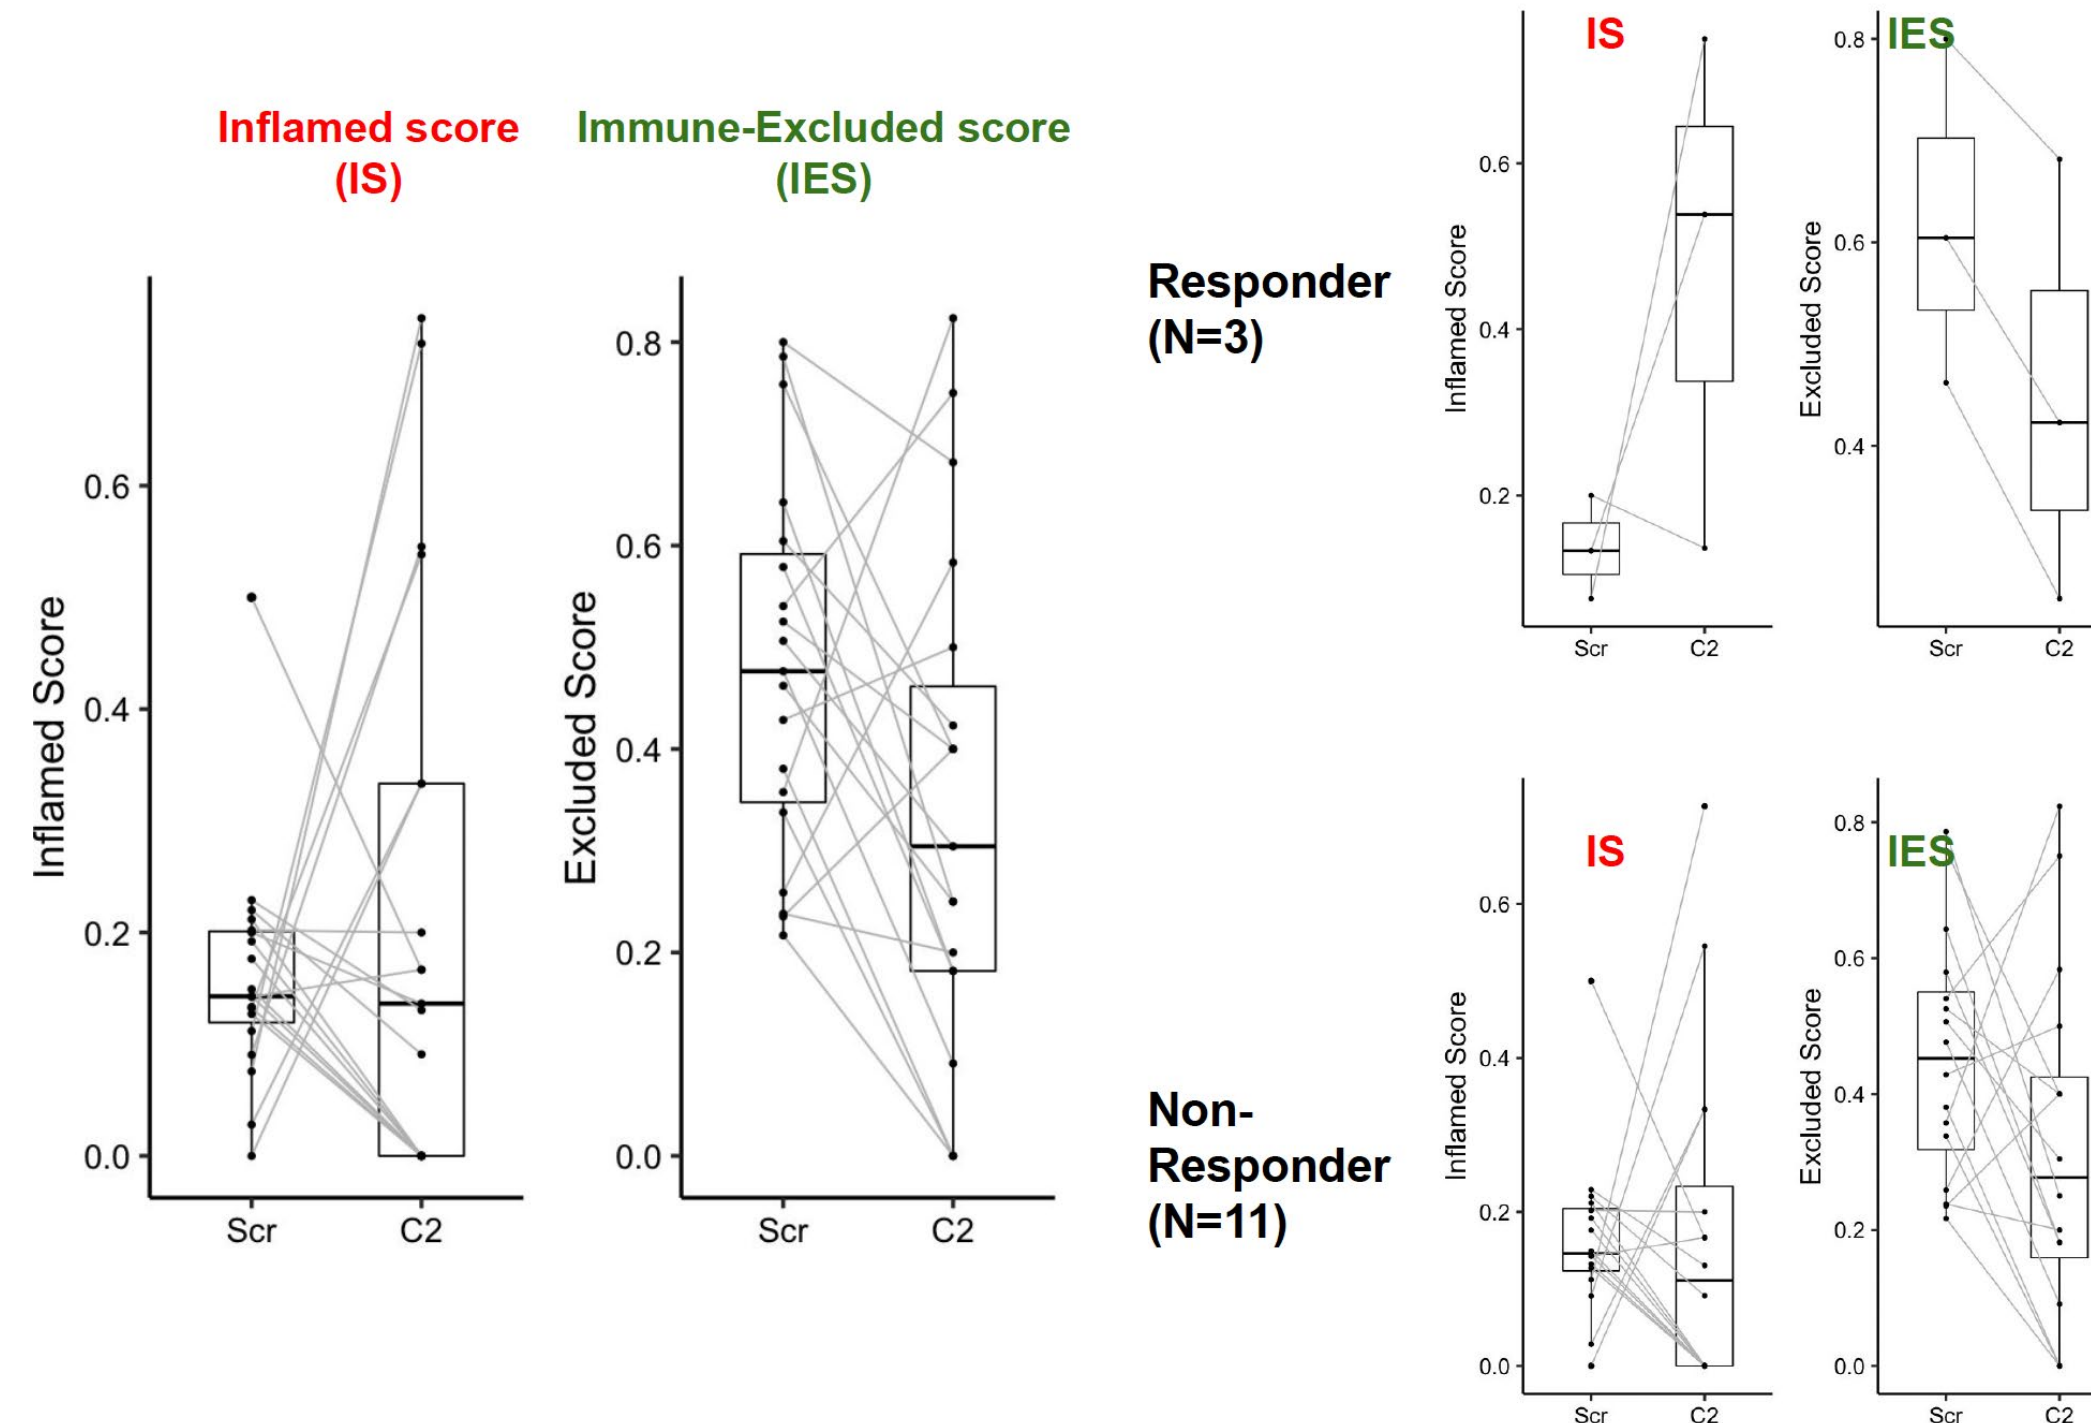 Inflamed score
(IS)
Inflamed Score
0.6
0.4
0.2
0.0
Scr
C2
Immune-Excluded score
(IES)
Excluded Score
0.8
0.6
0.4
0.2
0.0
Scr
C2
Responder
(N=3)
IS
Inflamed Score
0.6
0.4
0.2
Scr
C2
IES
Excluded Score
0.8
0.6
0.4
Scr
C2
Non-
Responder
(N=11)
IS
Inflamed Score
0.6
0.4
0.2
0.0
Scr
C2
IES
Excluded Score
0.8
0.6
0.4
0.2
0.0
Scr
C2